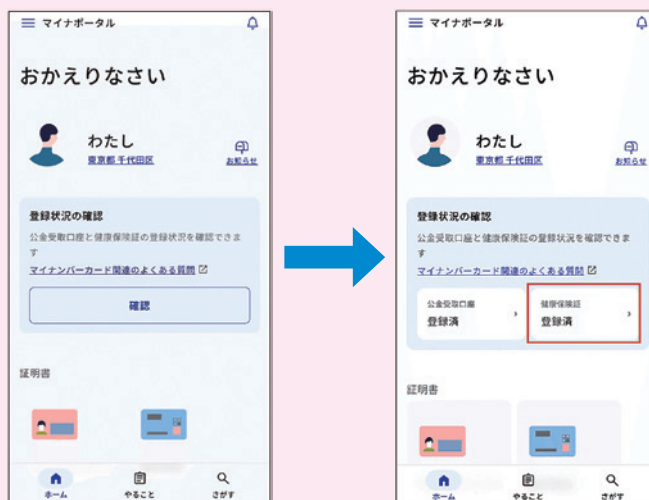 マイナポータル
おかえりなさい
わたし
東京都 千代田区
お知らせ
登録状況の確認
公金受取口座と健康保険証の登録状況を確認できま
す
マイナンバーカード関連のよくある質問
確認
証明書
ホーム
やること
さがす
マイナポータル
おかえりなさい
わたし
東京都 千代田区
お知らせ
登録状況の確認
公金受取口座と健康保険証の登録状況を確認できま
す
マイナンバーカード関連のよくある質問
公金受取口座
登録済
健康保険証
登録済
証明書
ホーム
やること
さがす